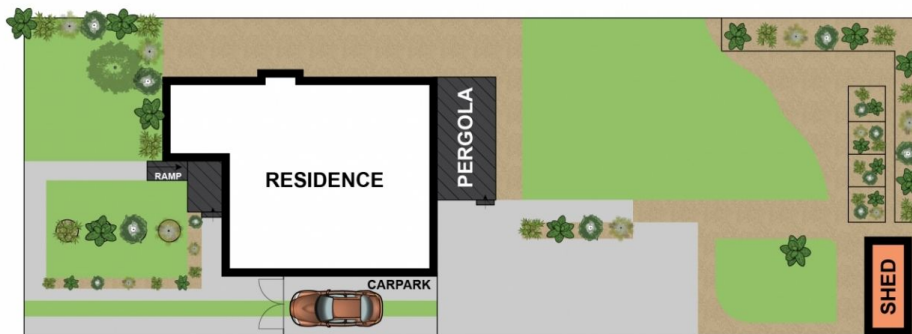 PERGOLA
RAMP
RESIDENCE
CARPARK
SHED